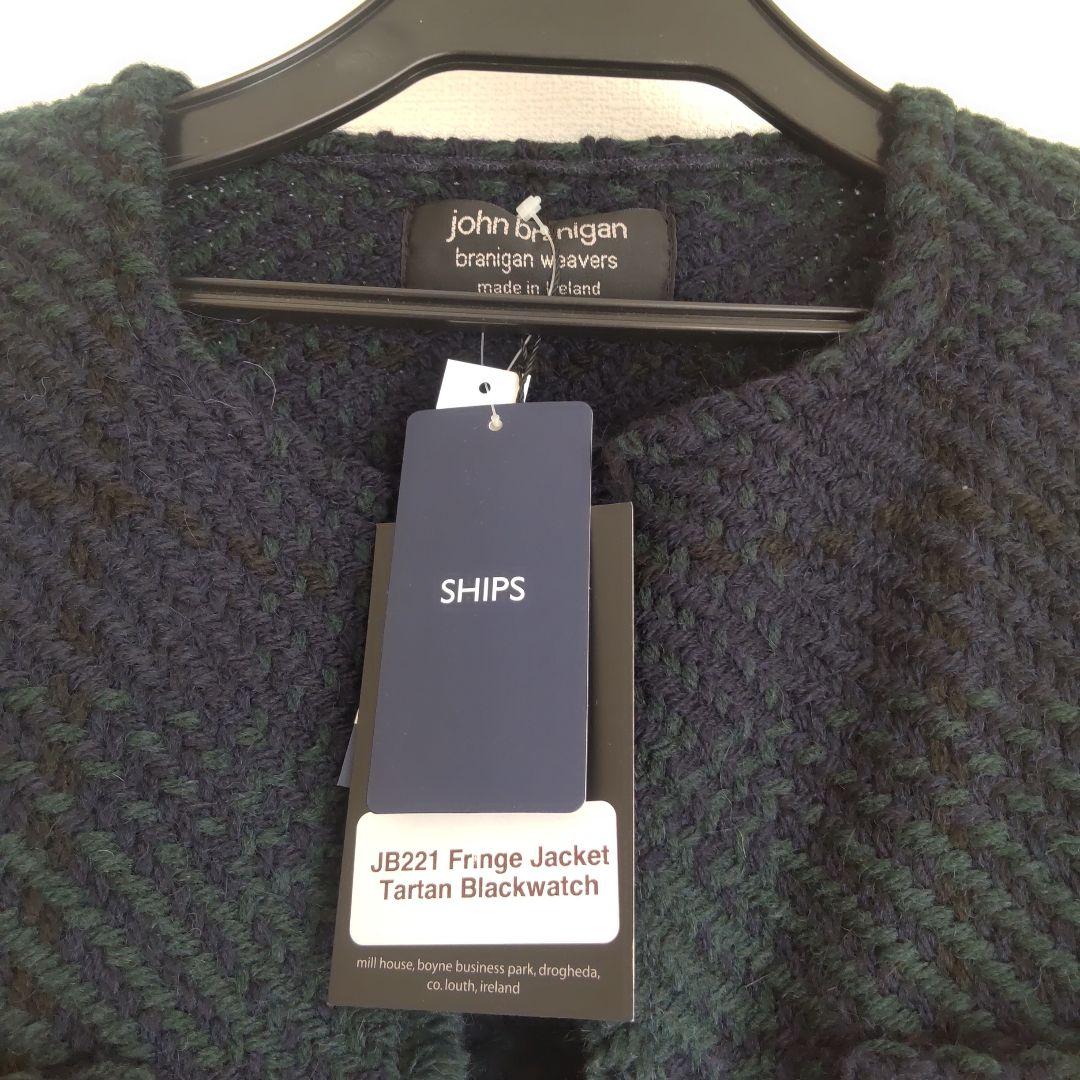 john branigan
branigan weavers
made in Ireland
SHIPS
JB221 Fringe Jacket
Tartan Blackwatch
mill house, boyne business park, drogheda,
co. louth, ireland